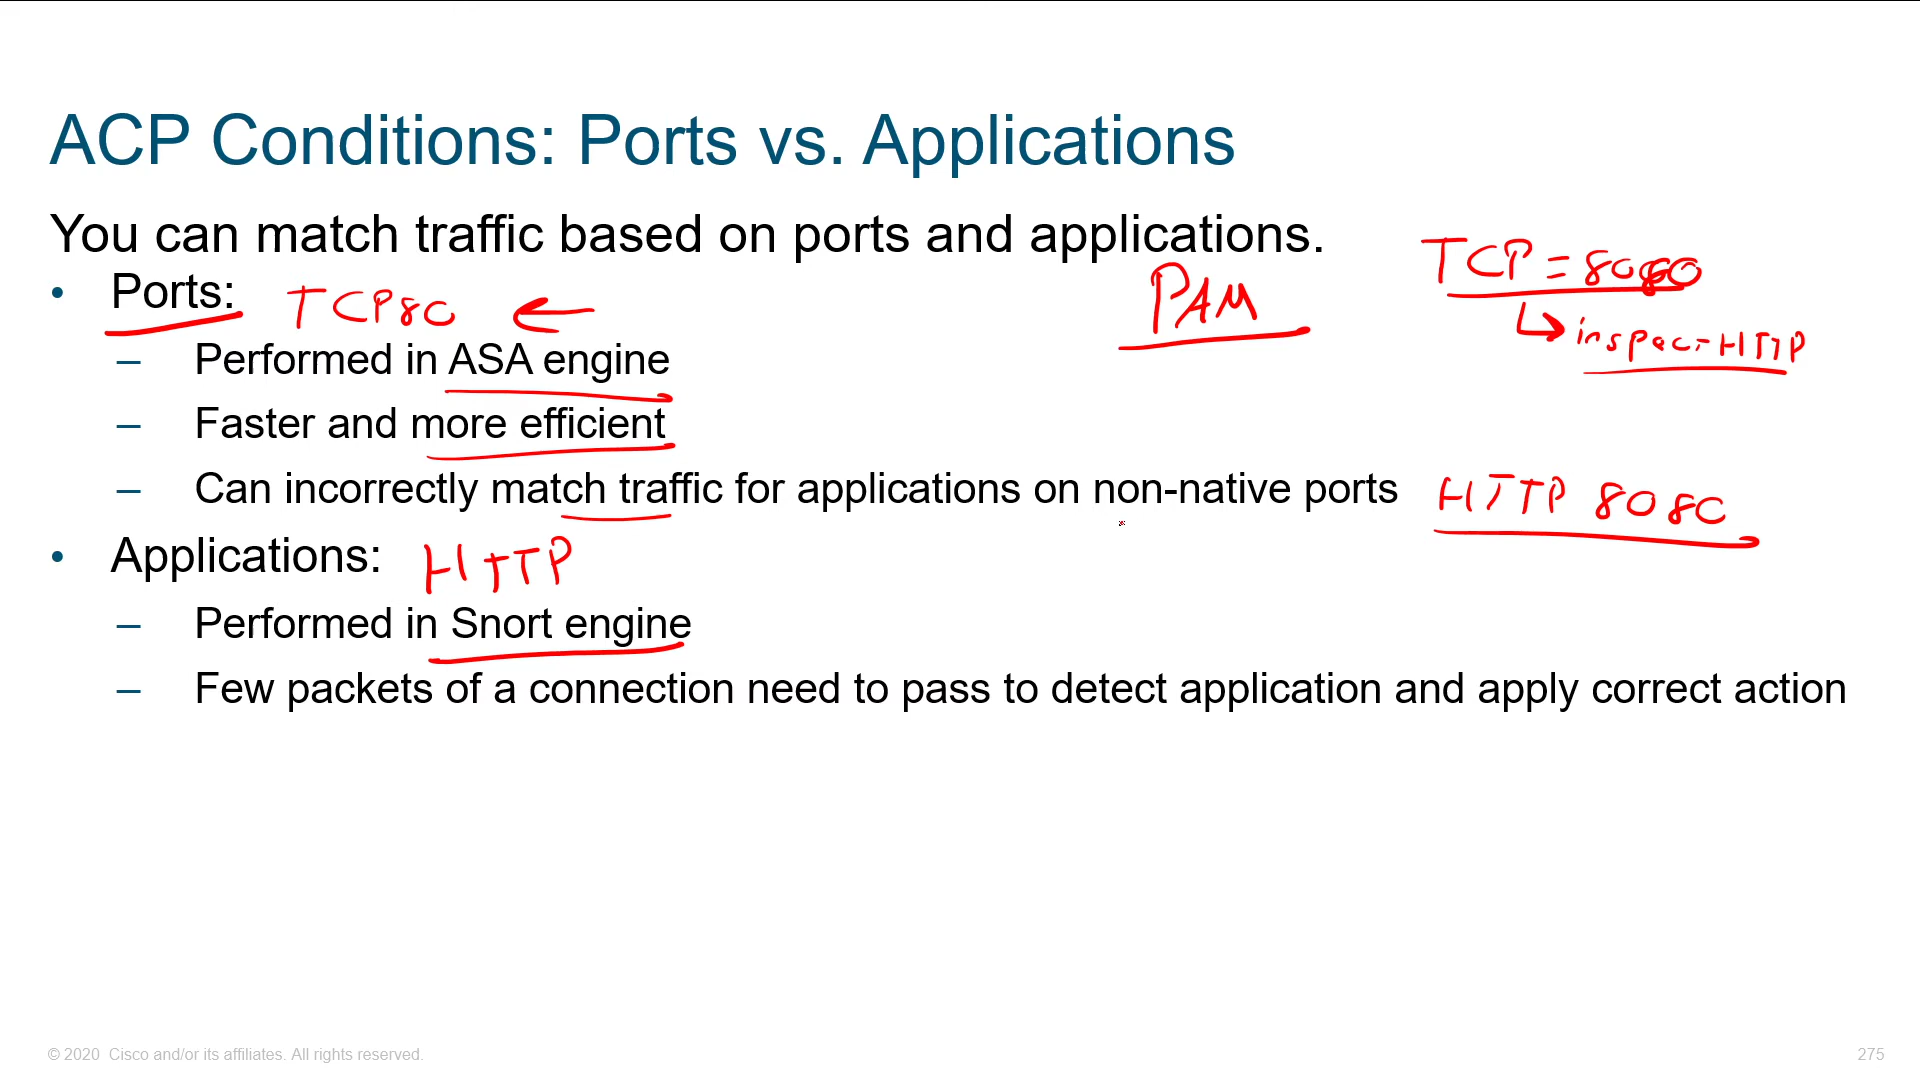 ACP Conditions: Ports vs. Applications
You can match traffic based on ports and applications.
TCP = 8080
• Ports: TCP80 ← PAM
↳ inspect HTTP
– Performed in ASA engine
– Faster and more efficient
– Can incorrectly match traffic for applications on non-native ports HTTP 8080
• Applications: HTTP
– Performed in Snort engine
– Few packets of a connection need to pass to detect application and apply correct action
© 2020 Cisco and/or its affiliates. All rights reserved.
275